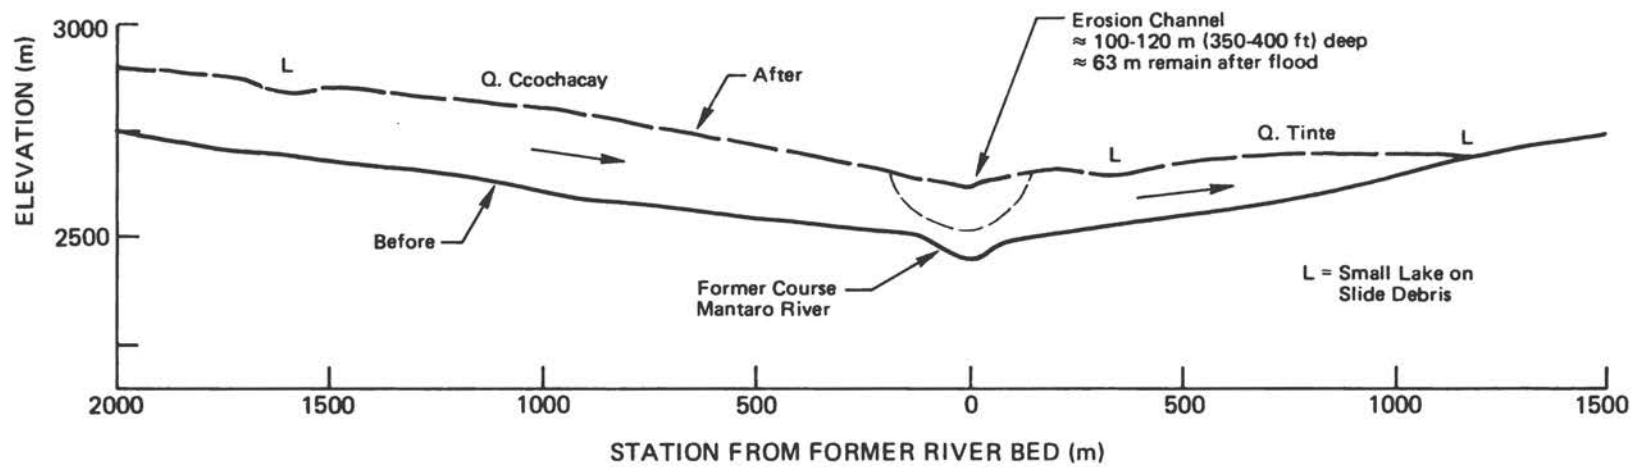 3000
ELEVATION (m)
2500
L
Q. Ccochacay
After
Erosion Channel
≈ 100-120 m (350-400 ft) deep
≈ 63 m remain after flood
L
Q. Tinte
L
Before
Former Course
Mantaro River
L = Small Lake on
Slide Debris
2000 1500 1000 500 0 500 1000 1500
STATION FROM FORMER RIVER BED (m)